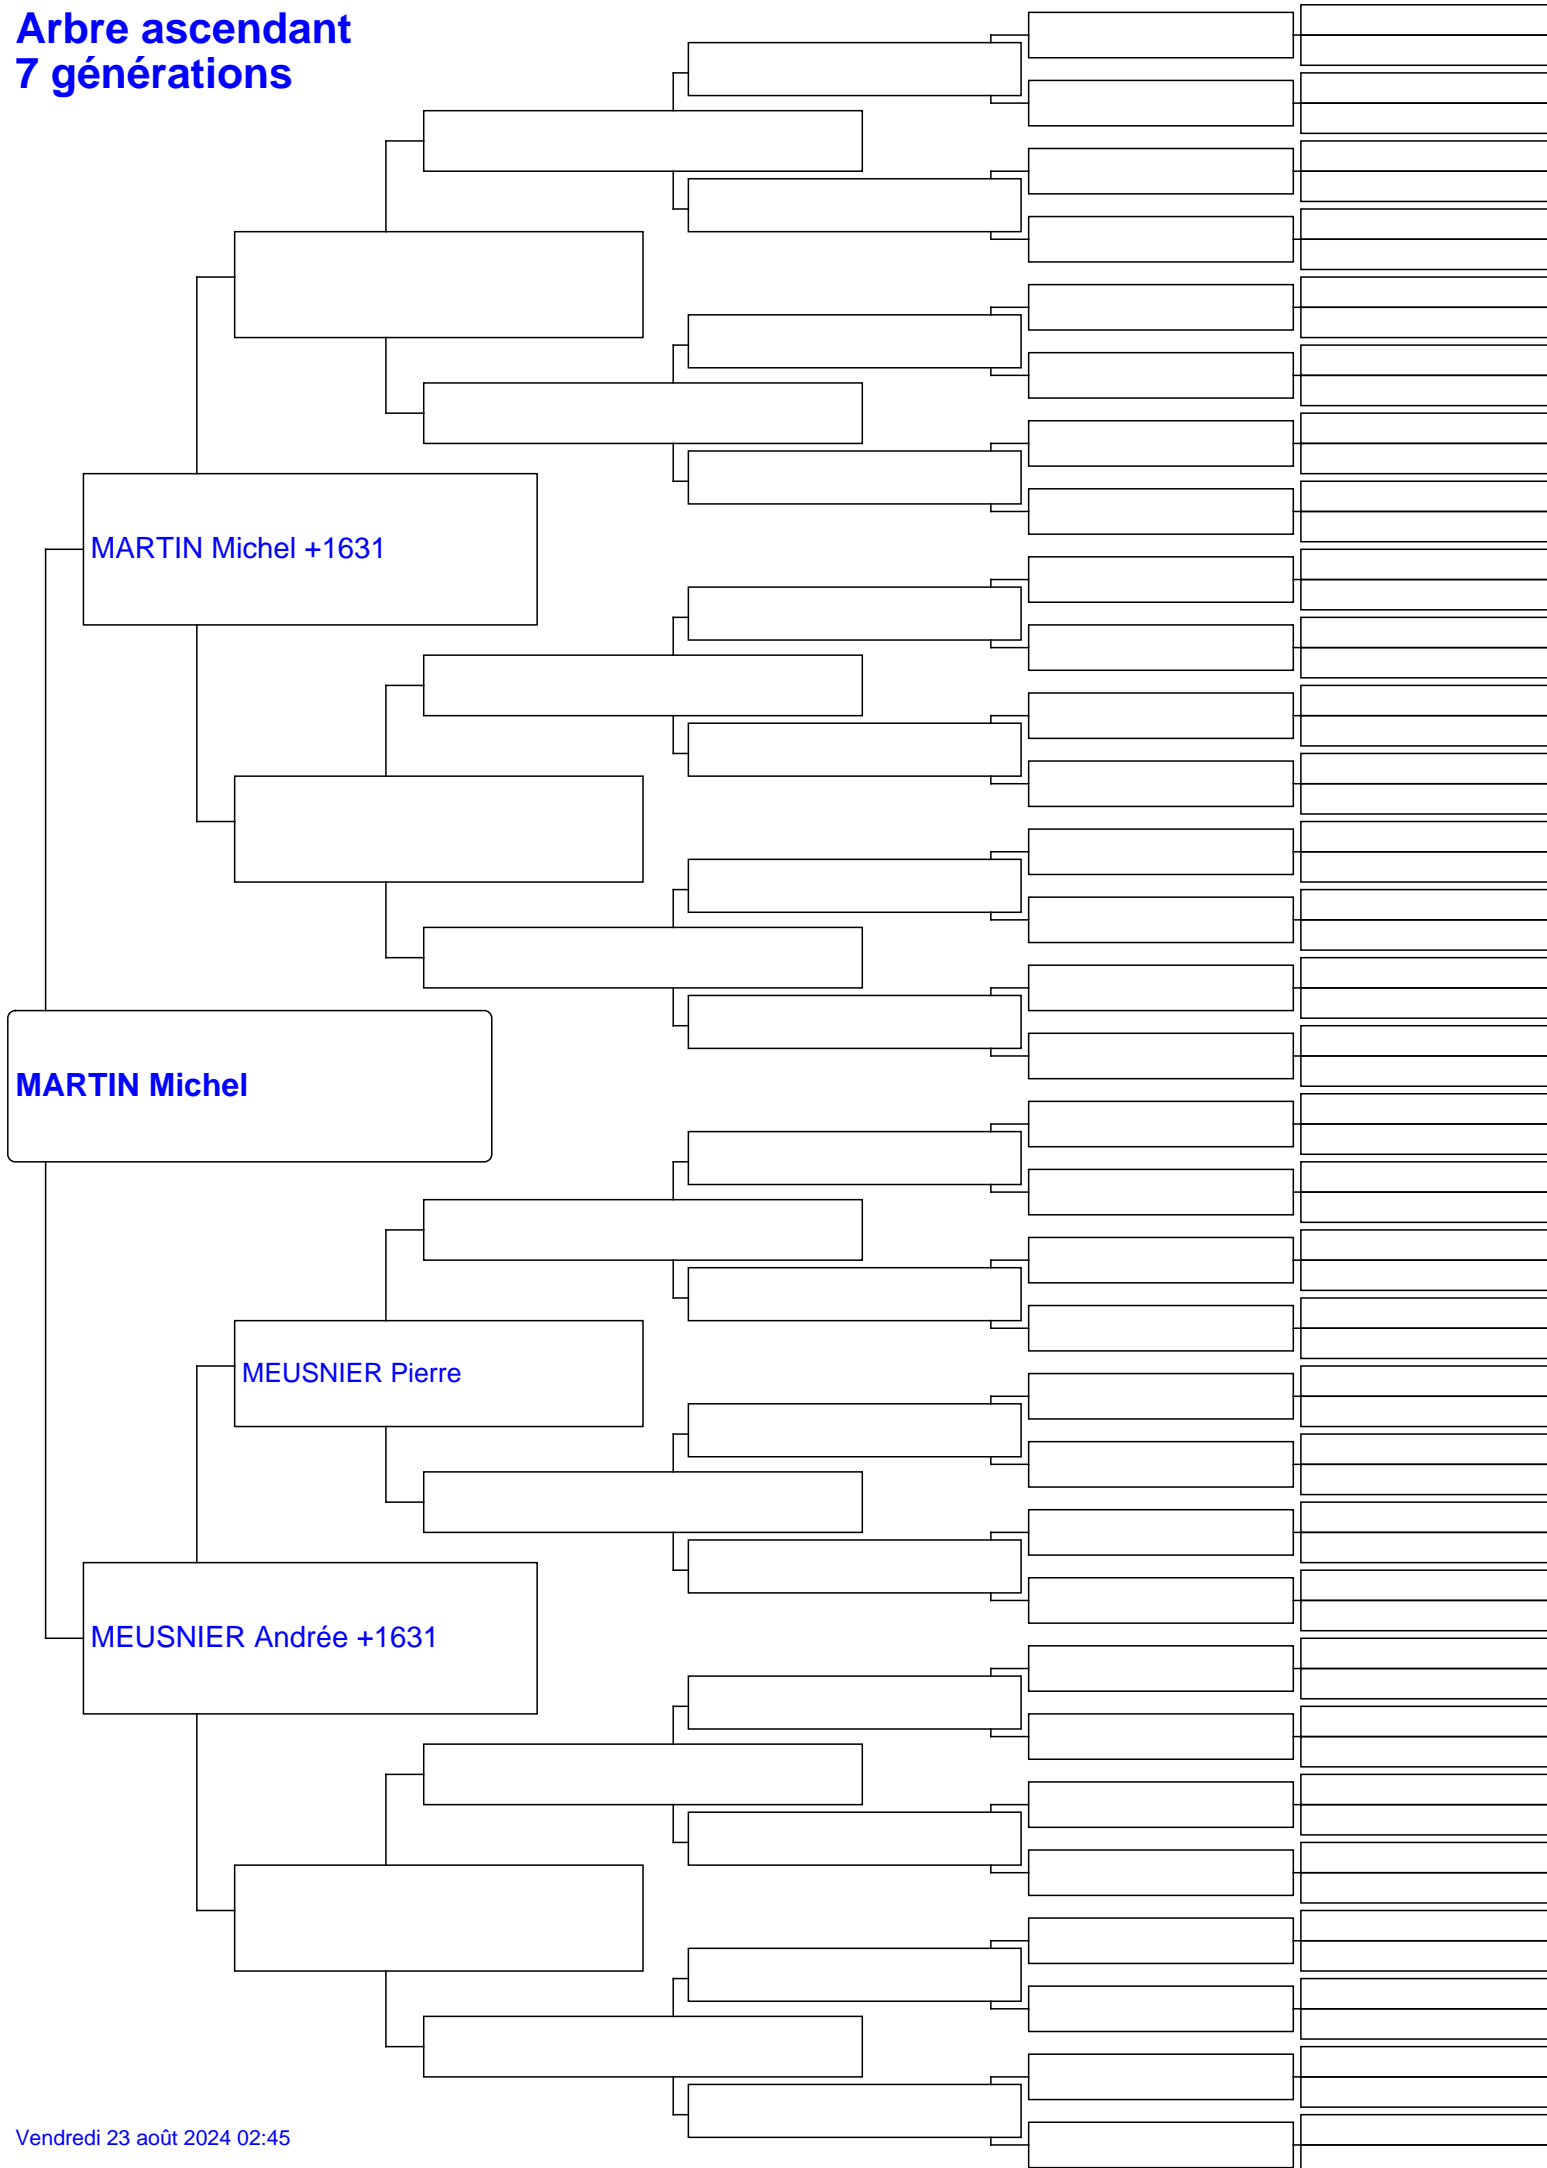 Arbre ascendant
7 générations
MARTIN Michel +1631
MARTIN Michel
MEUSNIER Pierre
MEUSNIER Andrée +1631
Vendredi 23 août 2024 02:45